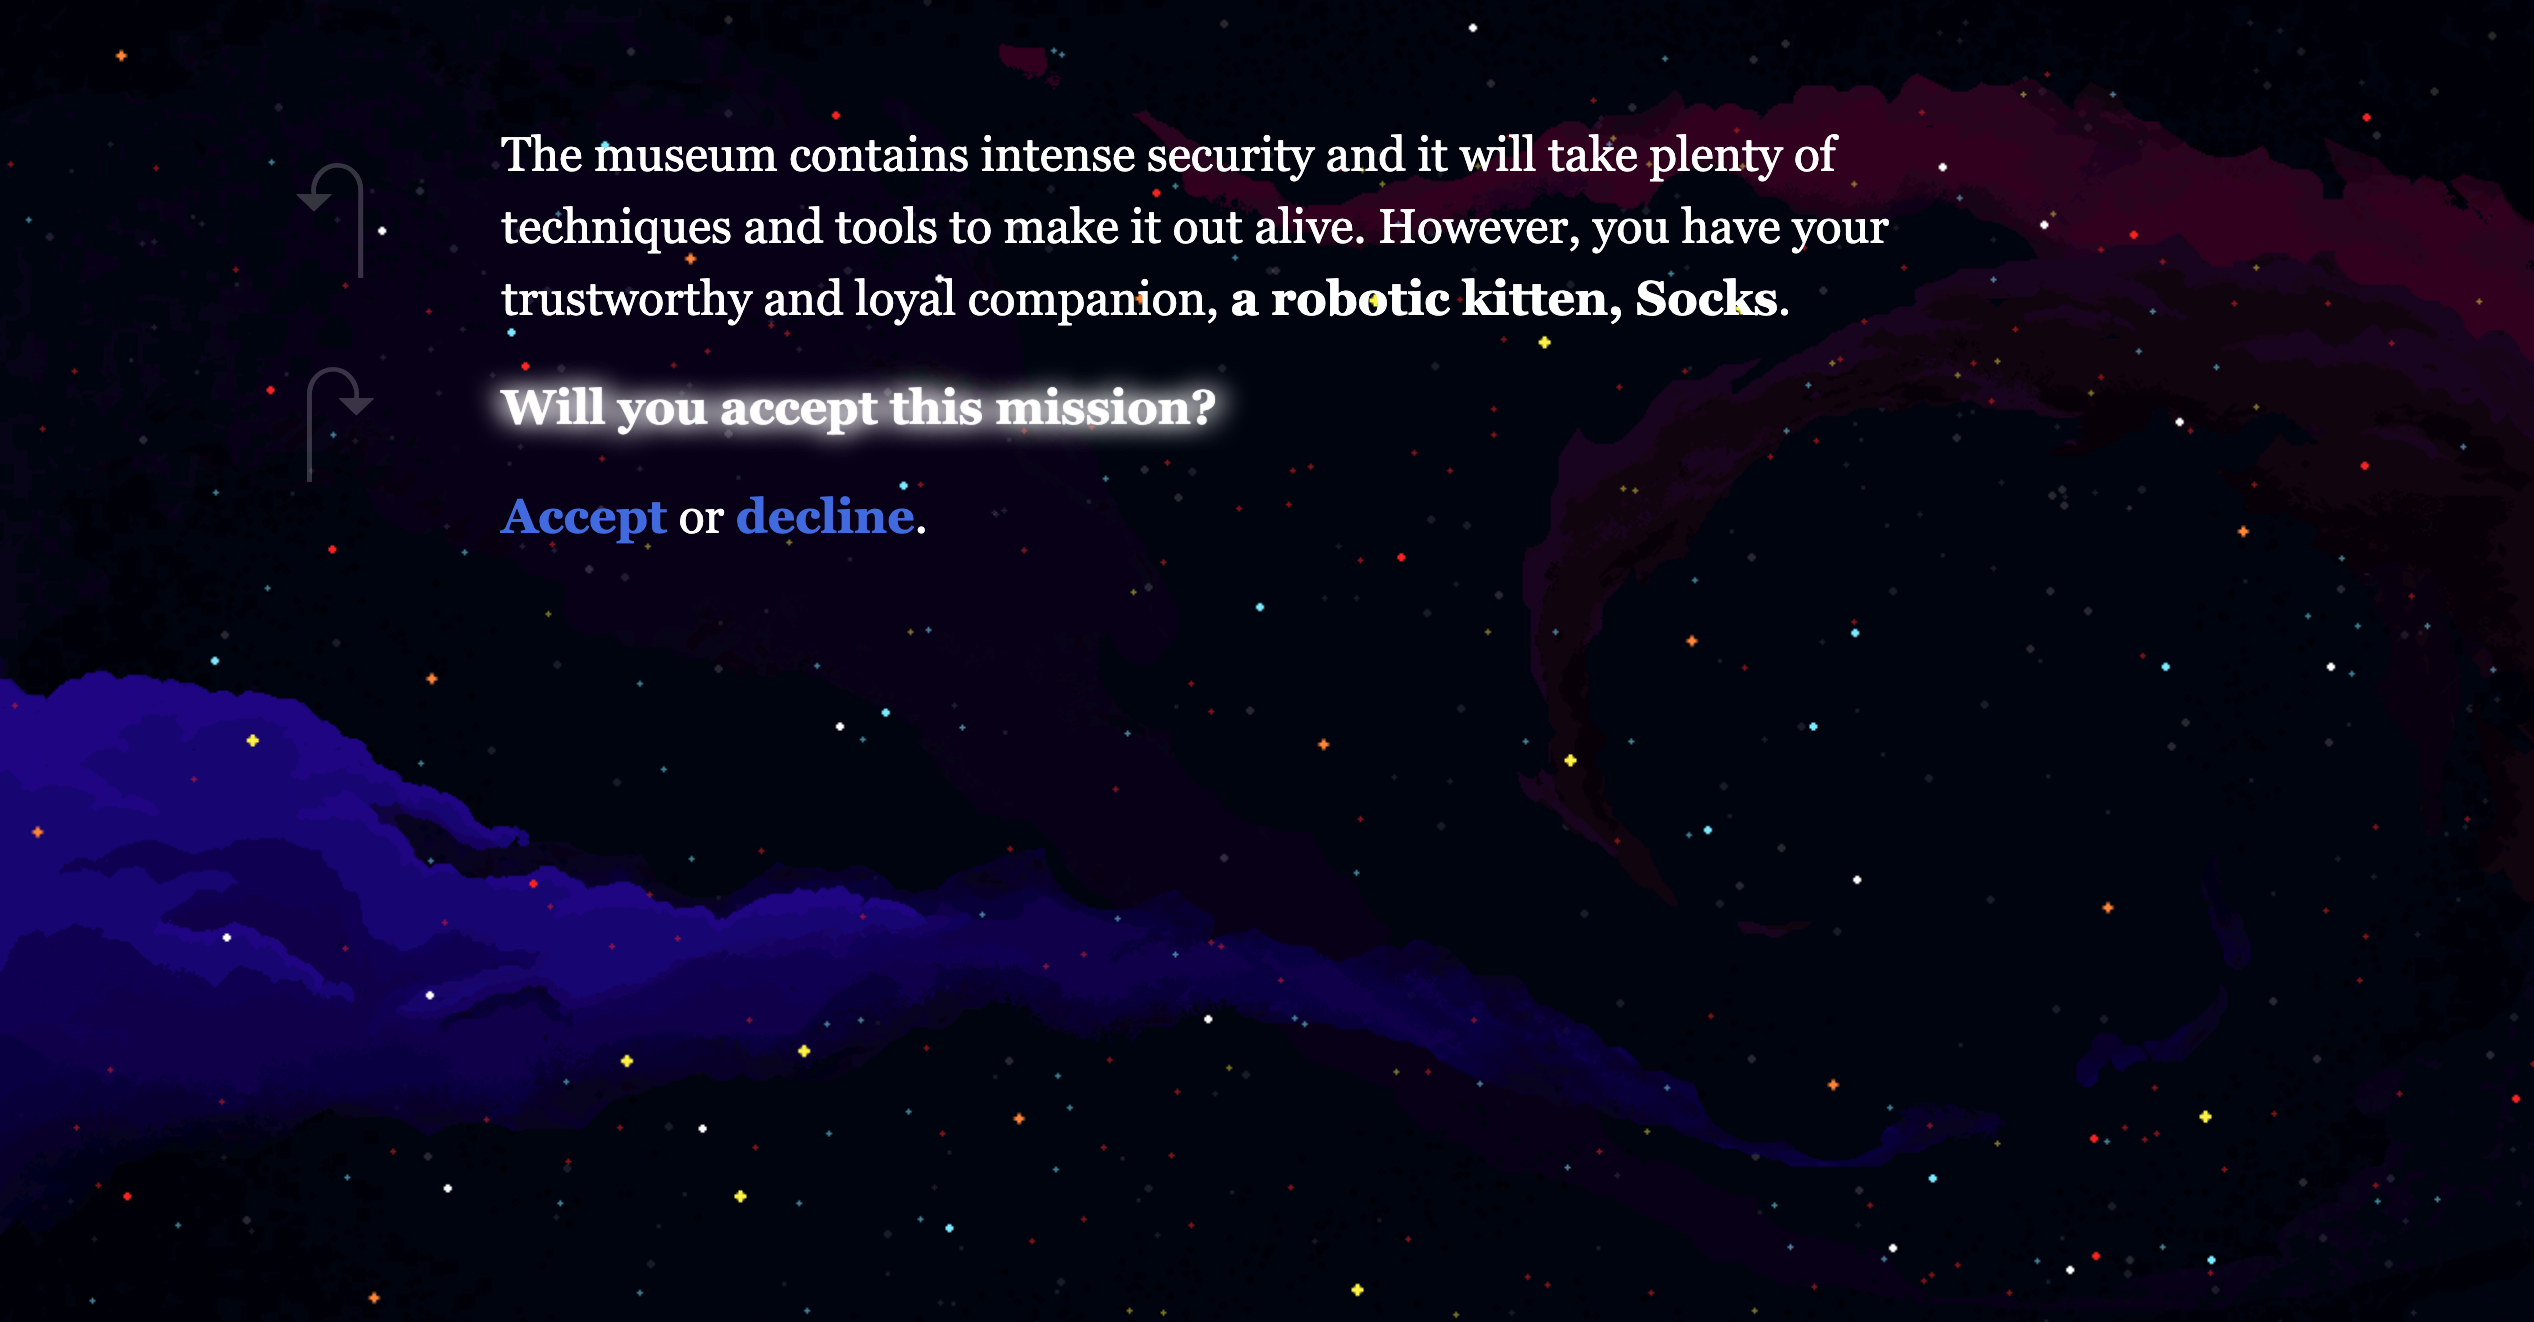 The museum contains intense security and it will take plenty of
techniques and tools to make it out alive. However, you have your
trustworthy and loyal companion, a robotic kitten, Socks.
Will you accept this mission?
Accept or decline.